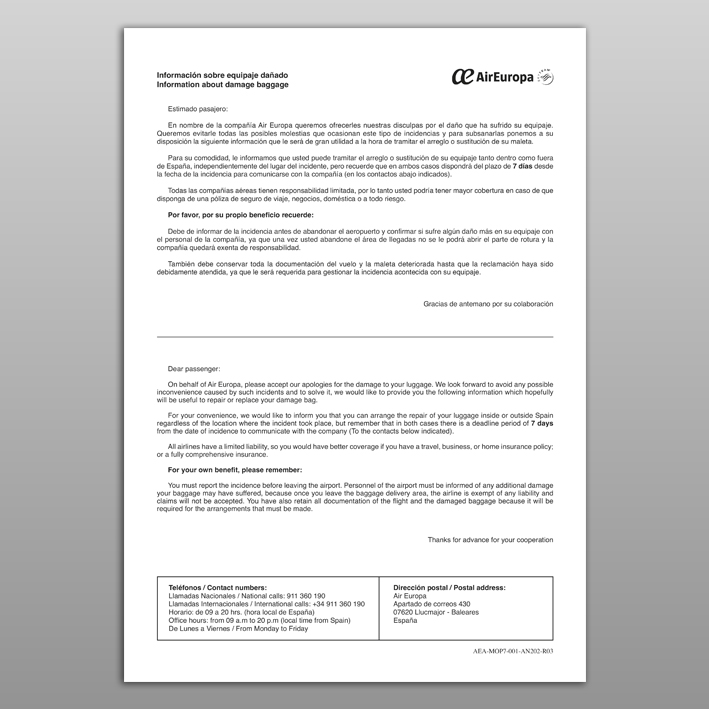 Información sobre equipaje dañado
Information about damage baggage
AirEuropa
Estimado pasajero:
En nombre de la compañía Air Europa queremos ofrecerles nuestras disculpas por el daño que ha sufrido su equipaje.
Queremos evitarle todas las posibles molestias que ocasionan este tipo de incidencias y para subsanarlas ponemos a su
disposición la siguiente información que le será de gran utilidad a la hora de tramitar el arreglo o sustitución de su maleta.
Para su comodidad, le informamos que usted puede tramitar el arreglo o sustitución de su equipaje tanto dentro como fuera
de España, independientemente del lugar del incidente, pero recuerde que en ambos casos dispondrá del plazo de 7 días desde
la fecha de la incidencia para comunicarse con la compañía (en los contactos abajo indicados).
Todas las compañías aéreas tienen responsabilidad limitada, por lo tanto usted podría tener mayor cobertura en caso de que
disponga de una póliza de seguro de viaje, negocios, doméstica o a todo riesgo.
Por favor, por su propio beneficio recuerde:
Debe de informar de la incidencia antes de abandonar el aeropuerto y confirmar si sufre algún daño más en su equipaje con
el personal de la compañía, ya que una vez usted abandone el área de llegadas no se le podrá abrir el parte de rotura y la
compañía quedará exenta de responsabilidad.
También debe conservar toda la documentación del vuelo y la maleta deteriorada hasta que la reclamación haya sido
debidamente atendida, ya que le será requerida para gestionar la incidencia acontecida con su equipaje.
Gracias de antemano por su colaboración
Dear passenger:
On behalf of Air Europa, please accept our apologies for the damage to your luggage. We look forward to avoid any possible
inconvenience caused by such incidents and to solve it, we would like to provide you the following information which hopefully
will be useful to repair or replace your damage bag.
For your convenience, we would like to inform you that you can arrange the repair of your luggage inside or outside Spain
regardless of the location where the incident took place, but remember that in both cases there is a deadline period of 7 days
from the date of incidence to communicate with the company (To the contacts below indicated).
All airlines have a limited liability, so you would have better coverage if you have a travel, business, or home insurance policy;
or a fully comprehensive insurance.
For your own benefit, please remember:
You must report the incidence before leaving the airport. Personnel of the airport must be informed of any additional damage
your baggage may have suffered, because once you leave the baggage delivery area, the airline is exempt of any liability and
claims will not be accepted. You have also retain all documentation of the flight and the damaged baggage because it will be
required for the arrangements that must be made.
Thanks for advance for your cooperation
Teléfonos / Contact numbers:
Llamadas Nacionales / National calls: 911 360 190
Llamadas Internacionales / International calls: +34 911 360 190
Horario: de 09 a 20 hrs. (hora local de España)
Office hours: from 09 a.m to 20 p.m (local time from Spain)
De Lunes a Viernes / From Monday to Friday
Dirección postal / Postal address:
Air Europa
Apartado de correos 430
07620 Llucmajor - Baleares
España
AEA-MOP7-001-AN202-R03